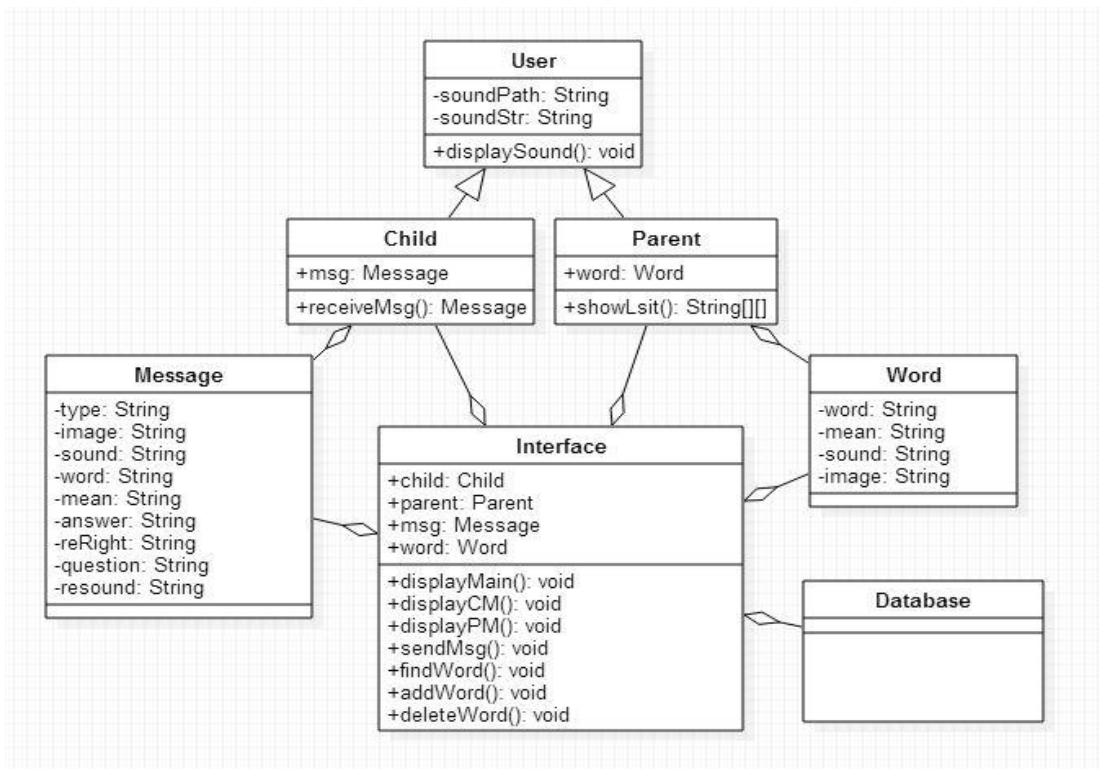 User
-soundPath: String
-soundStr: String
+displaySound(): void
Child
+msg: Message
+receiveMsg(): Message
Parent
+word: Word
+showLsit(): String[][]
Message
-type: String
-image: String
-sound: String
-word: String
-mean: String
-answer: String
-reRight: String
-question: String
-resound: String
Interface
+child: Child
+parent: Parent
+msg: Message
+word: Word
+displayMain(): void
+displayCM(): void
+displayPM(): void
+sendMsg(): void
+findWord(): void
+addWord(): void
+deleteWord(): void
Word
-word: String
-mean: String
-sound: String
-image: String
Database